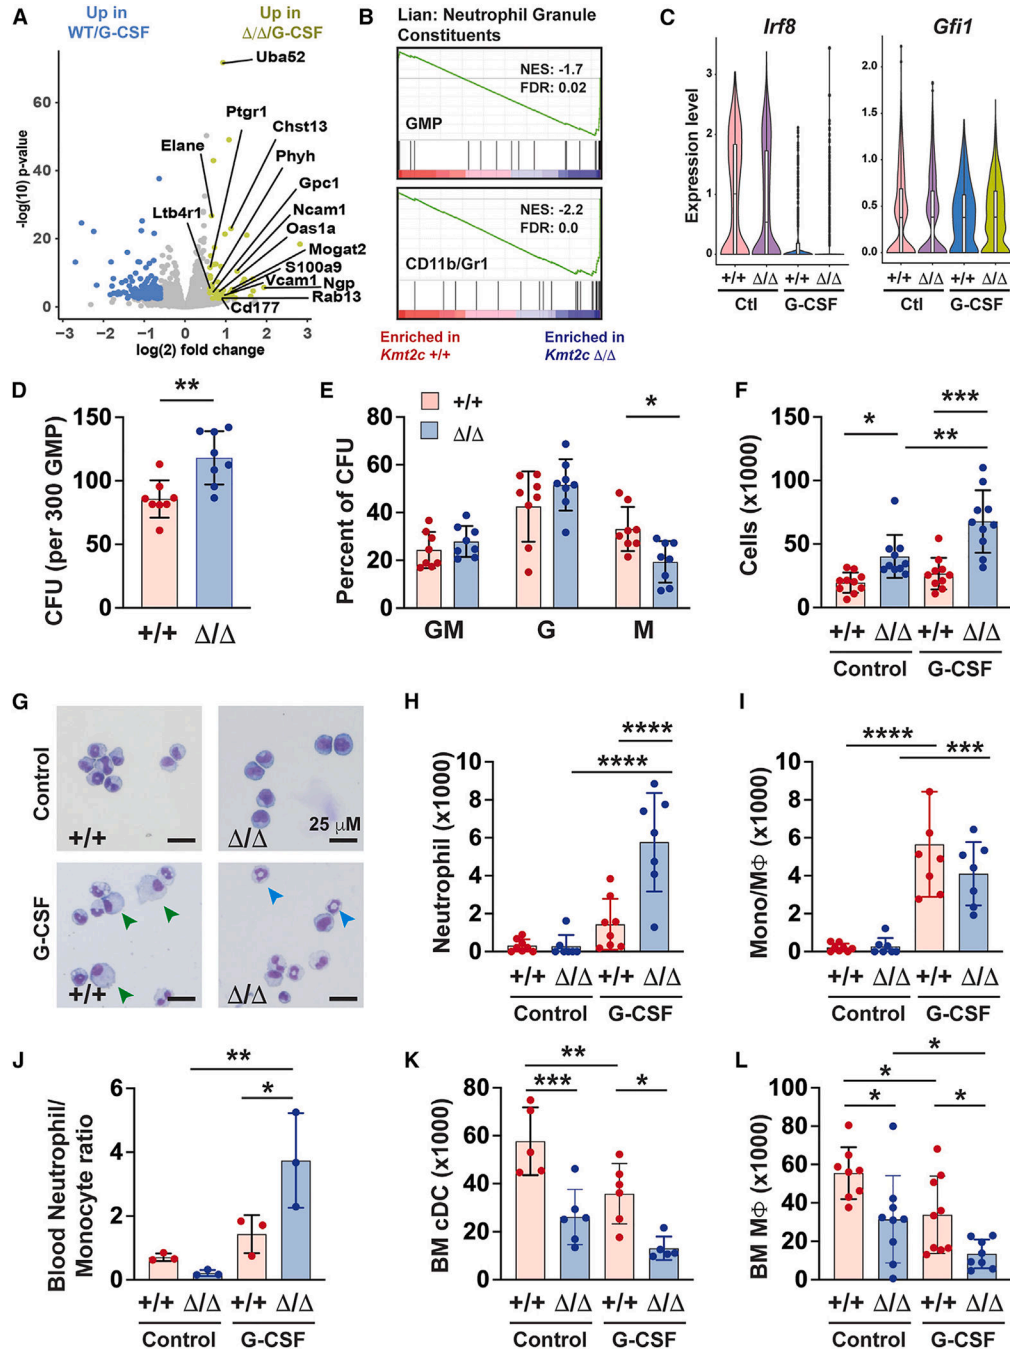 A
Up in
WT/G-CSF
Up in
Δ/Δ/G-CSF
Uba52
Ptgr1
Chst13
Elane
Phyh
Gpc1
Ltb4r1
Ncam1
Oas1a
Mogat2
S100a9
Vcam1
Ngp
Rab13
Cd177
-log(10) p-value
60
40
20
0
-3 -2 -1 0 1 2 3
log(2) fold change
B
Lian: Neutrophil Granule
Constituents
NES: -1.7
FDR: 0.02
GMP
NES: -2.2
FDR: 0.0
CD11b/Gr1
Enriched in
Kmt2c +/+
Enriched in
Kmt2c Δ/Δ
C
Irf8
Gfi1
Expression level
3
2
1
0
2.0
1.5
1.0
0.5
0.0
+/+ Δ/Δ +/+ Δ/Δ
Ctl G-CSF
+/+ Δ/Δ +/+ Δ/Δ
Ctl G-CSF
D
**
CFU (per 300 GMP)
150
100
50
0
+/+ Δ/Δ
E
+/+
Δ/Δ
*
Percent of CFU
80
60
40
20
0
GM G M
F
***
* **
Cells (x1000)
150
100
50
0
+/+ Δ/Δ +/+ Δ/Δ
Control G-CSF
G
Control
+/+
Δ/Δ
25 μM
G-CSF
+/+
Δ/Δ
H
****
****
Neutrophil (x1000)
10
8
6
4
2
0
+/+ Δ/Δ +/+ Δ/Δ
Control G-CSF
I
**** ***
Mono/MΦ (x1000)
10
8
6
4
2
0
+/+ Δ/Δ +/+ Δ/Δ
Control G-CSF
J
**
*
Blood Neutrophil/
Monocyte ratio
6
4
2
0
+/+ Δ/Δ +/+ Δ/Δ
Control G-CSF
K
**
*** *
BM cDC (x1000)
80
60
40
20
0
+/+ Δ/Δ +/+ Δ/Δ
Control G-CSF
L
*
*
* *
BM MΦ (x1000)
100
80
60
40
20
0
+/+ Δ/Δ +/+ Δ/Δ
Control G-CSF